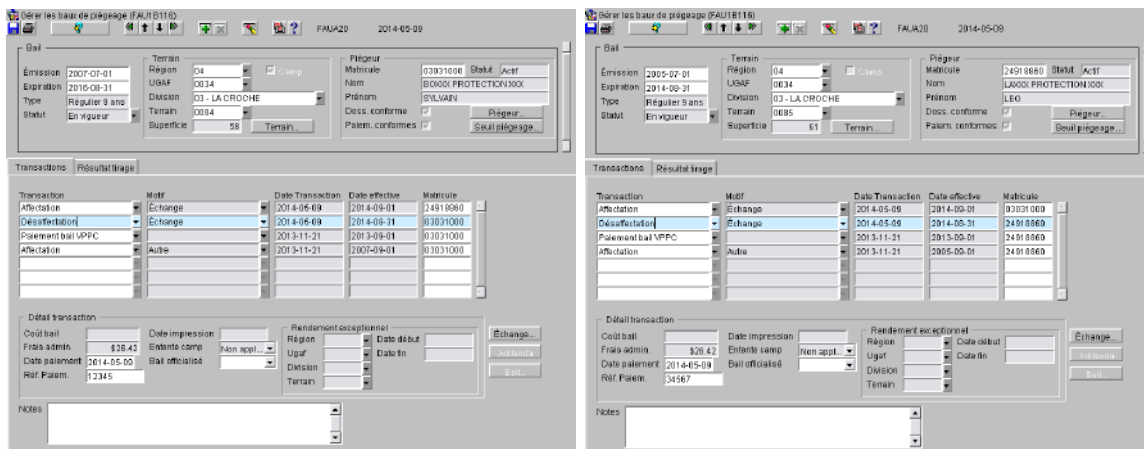 Gérer les baux de piégeage (FAU1B116)
FAUA20 2014-05-09
Bail
Émission 2007-07-01
Expiration 2016-08-31
Type Régulier 9 ans
Statut En vigueur
Terrain
Région 04 Camp
UGAF 0034
Division 03 - LA CROCHE
Terrain 0084
Superficie 58 Terrain...
Piégeur
Matricule 03031000 Statut Actif
Nom BOXXX PROTECTION XXX
Prénom SYLVAIN
Doss. conforme Piégeur...
Paiem. conformes Seuil piégeage...
Transactions Résultat tirage
Transaction Motif Date Transaction Date effective Matricule
Affectation Échange 2014-05-09 2014-09-01 24918860
Désaffectation Échange 2014-05-09 2014-08-31 03031000
Paiement bail VPPC 2013-11-21 2013-09-01 03031000
Affectation Autre 2013-11-21 2007-09-01 03031000
Détail transaction
Coût bail
Frais admin. $26.42
Date paiement 2014-05-09
Réf. Paiem. 12345
Date impression
Entente camp Non appl...
Bail officialisé
Rendement exceptionnel
Région Date début
Ugaf Date fin
Division
Terrain
Échange...
Addenda
Bail...
Notes
Gérer les baux de piégeage (FAU1B116)
FAUA20 2014-05-09
Bail
Émission 2005-07-01
Expiration 2014-08-31
Type Régulier 9 ans
Statut En vigueur
Terrain
Région 04 Camp
UGAF 0034
Division 03 - LA CROCHE
Terrain 0085
Superficie 61 Terrain...
Piégeur
Matricule 24918860 Statut Actif
Nom LAXXX PROTECTION XXX
Prénom LEO
Doss. conforme Piégeur...
Paiem. conformes Seuil piégeage...
Transactions Résultat tirage
Transaction Motif Date Transaction Date effective Matricule
Affectation Échange 2014-05-09 2014-09-01 03031000
Désaffectation Échange 2014-05-09 2014-08-31 24918860
Paiement bail VPPC 2013-11-21 2013-09-01 24918860
Affectation Autre 2013-11-21 2005-09-01 24918860
Détail transaction
Coût bail
Frais admin. $26.42
Date paiement 2014-05-09
Réf. Paiem. 34567
Date impression
Entente camp Non appl...
Bail officialisé
Rendement exceptionnel
Région Date début
Ugaf Date fin
Division
Terrain
Échange...
Addenda
Bail...
Notes